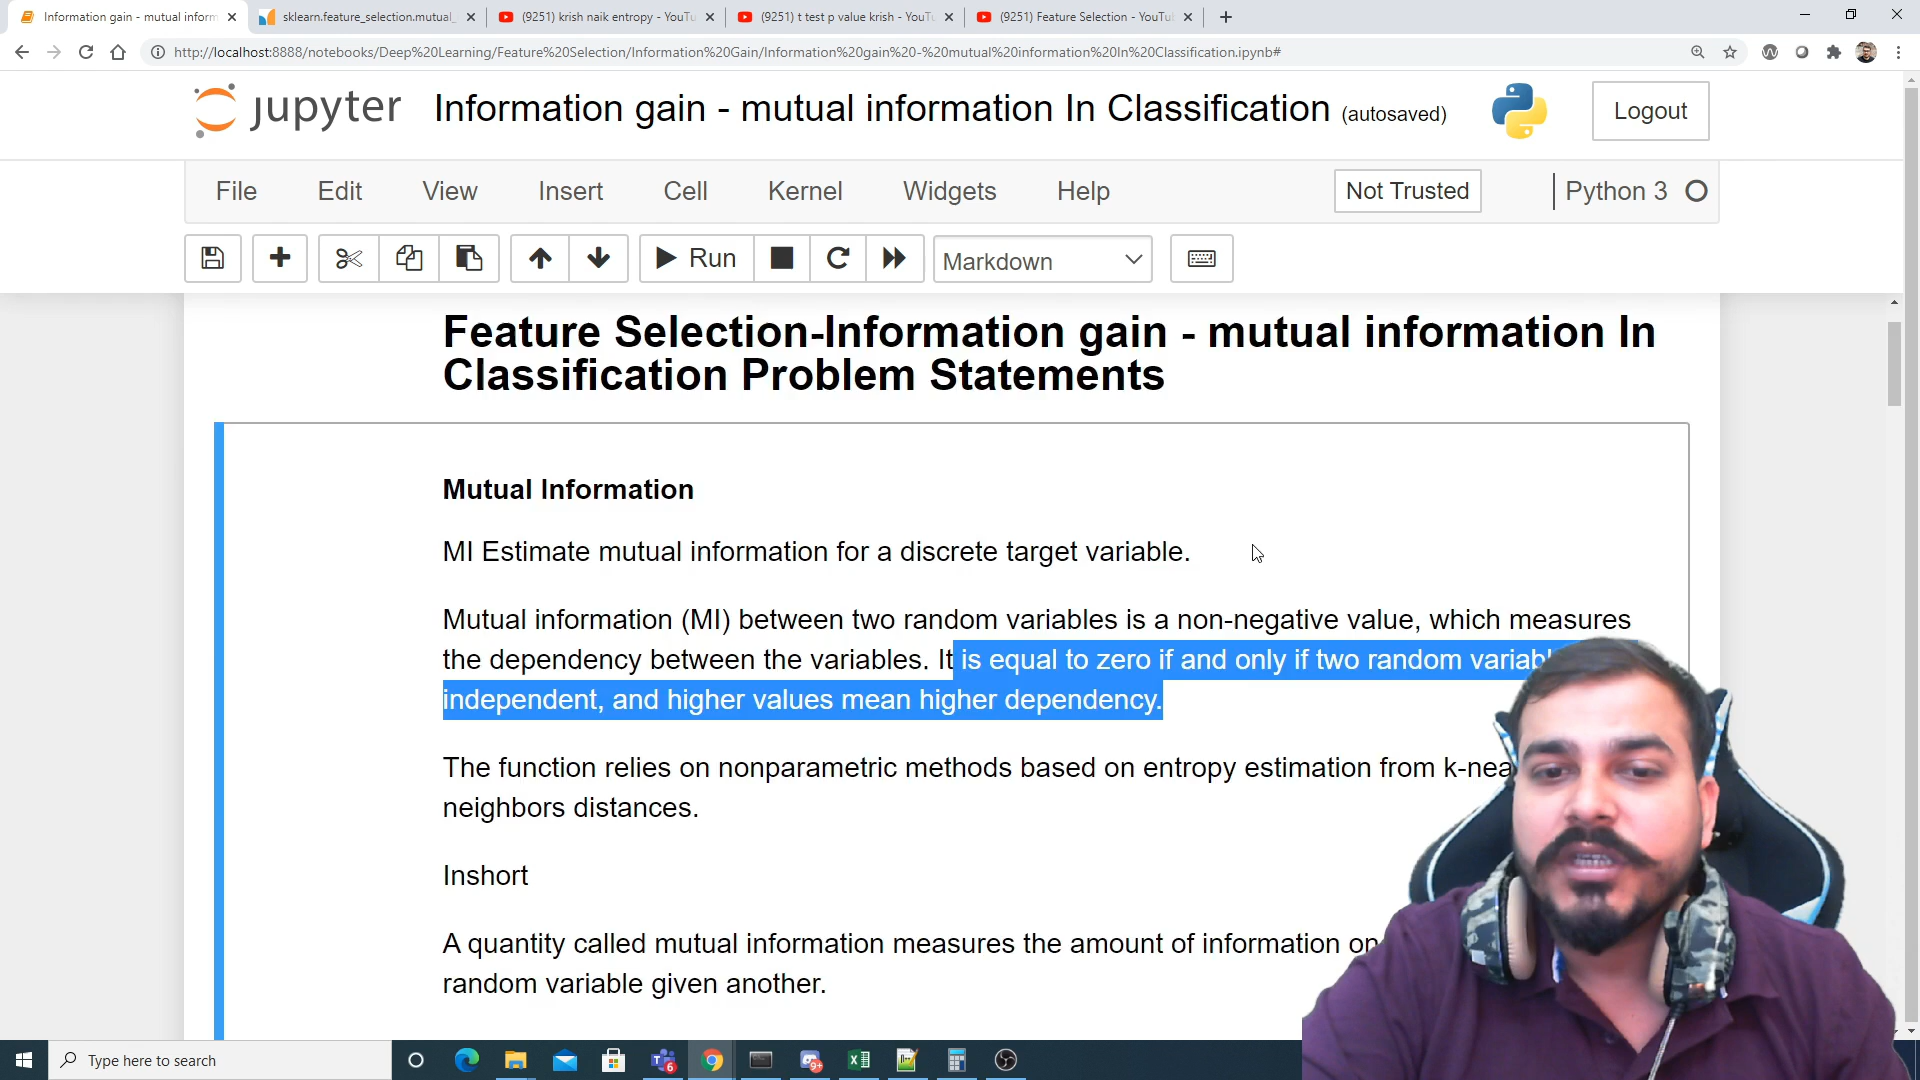 Information gain - mutual inform
sklearn.feature_selection.mutual_
(9251) krish naik entropy - YouTu
(9251) t test p value krish - YouTu
(9251) Feature Selection - YouTu
http://localhost:8888/notebooks/Deep%20Learning/Feature%20Selection/Information%20Gain/Information%20gain%20-%20mutual%20information%20In%20Classification.ipynb#
jupyter Information gain - mutual information In Classification (autosaved) Logout
File Edit View Insert Cell Kernel Widgets Help Not Trusted Python 3
Run Markdown
Feature Selection-Information gain - mutual information In
Classification Problem Statements
Mutual Information
MI Estimate mutual information for a discrete target variable.
Mutual information (MI) between two random variables is a non-negative value, which measures
the dependency between the variables. It is equal to zero if and only if two random variabl
independent, and higher values mean higher dependency.
The function relies on nonparametric methods based on entropy estimation from k-nea
neighbors distances.
Inshort
A quantity called mutual information measures the amount of information on
random variable given another.
Type here to search
6
9+